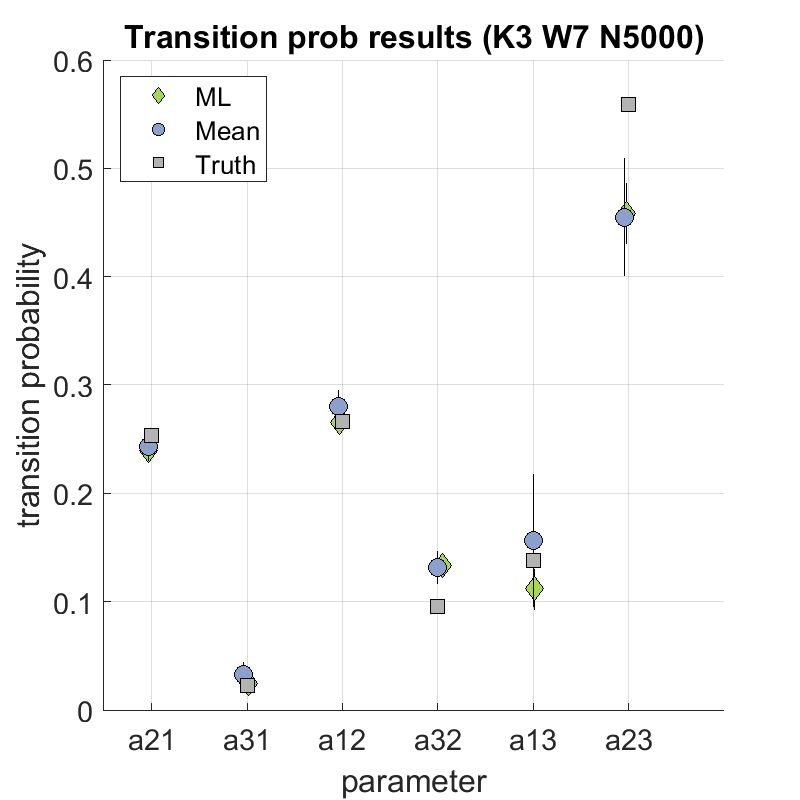 Transition prob results (K3 W7 N5000)
ML
Mean
Truth
transition probability
0.6
0.5
0.4
0.3
0.2
0.1
0
a21 a31 a12 a32 a13 a23
parameter